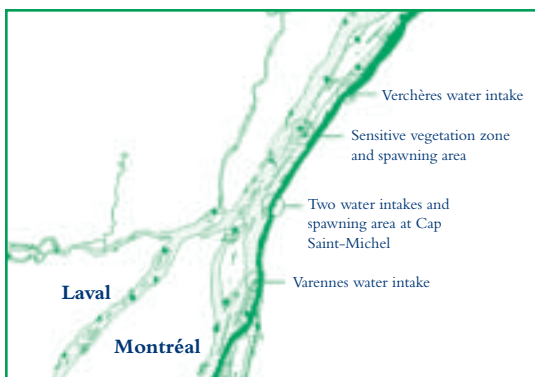 Verchères water intake
Sensitive vegetation zone
and spawning area
Two water intakes and
spawning area at Cap
Saint-Michel
Varennes water intake
Laval
Montréal